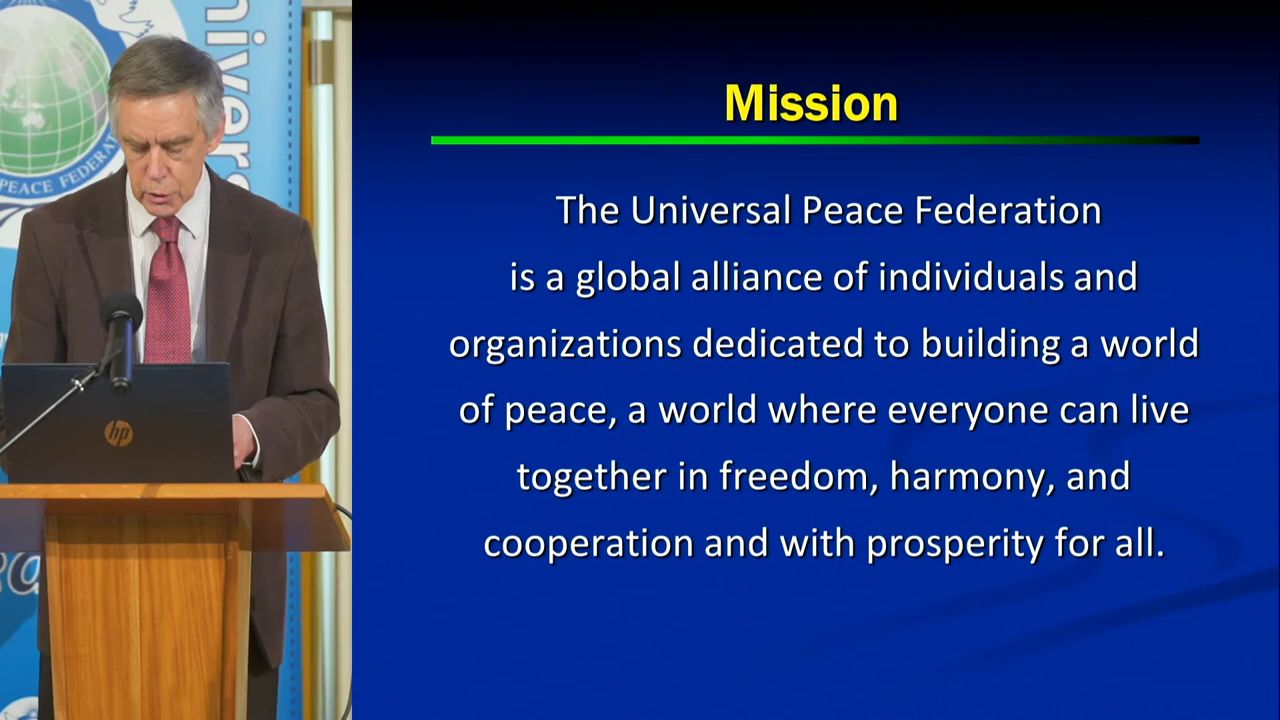 Mission
The Universal Peace Federation
is a global alliance of individuals and
organizations dedicated to building a world
of peace, a world where everyone can live
together in freedom, harmony, and
cooperation and with prosperity for all.
PEACE
hp